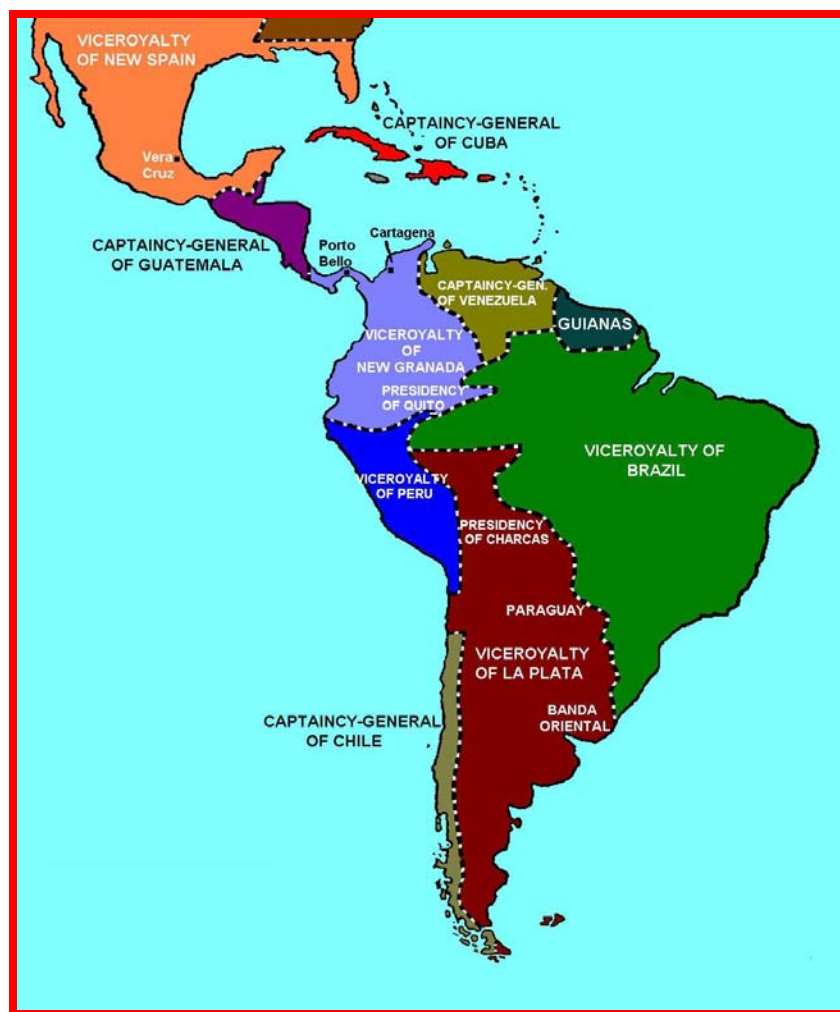 VICEROYALTY
OF NEW SPAIN
CAPTAINCY-GENERAL
OF CUBA
Vera
Cruz
CAPTAINCY-GENERAL
OF GUATEMALA
Porto
Bello
Cartagena
CAPTAINCY-GEN.
OF VENEZUELA
GUIANAS
VICEROYALTY
OF
NEW GRANADA
PRESIDENCY
OF QUITO
VICEROYALTY OF
BRAZIL
VICEROYALTY
OF PERU
PRESIDENCY
OF CHARCAS
PARAGUAY
VICEROYALTY
OF LA PLATA
BANDA
ORIENTAL
CAPTAINCY-GENERAL
OF CHILE